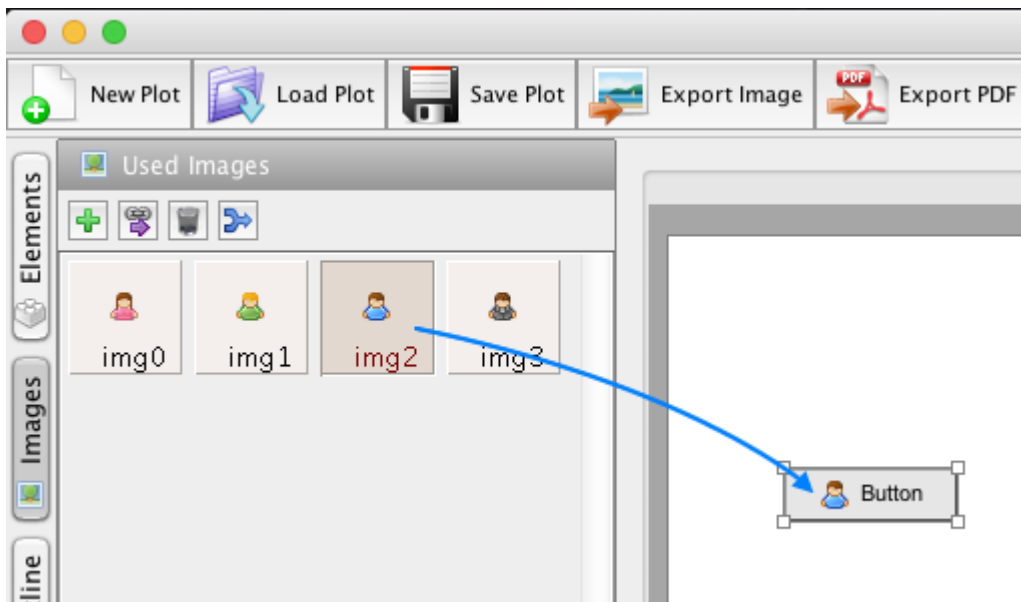 New Plot
Load Plot
Save Plot
Export Image
PDF
Export PDF
Elements
Images
Used Images
img0
img1
img2
img3
Button